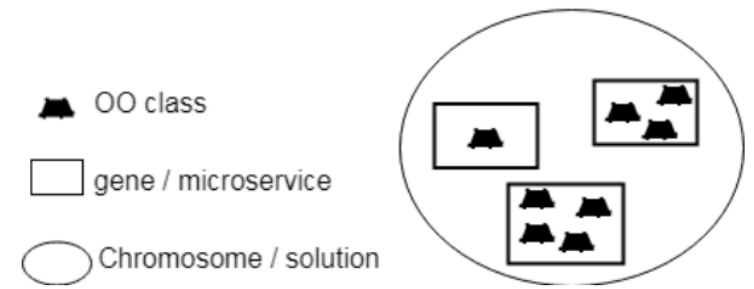 OO class
gene / microservice
Chromosome / solution